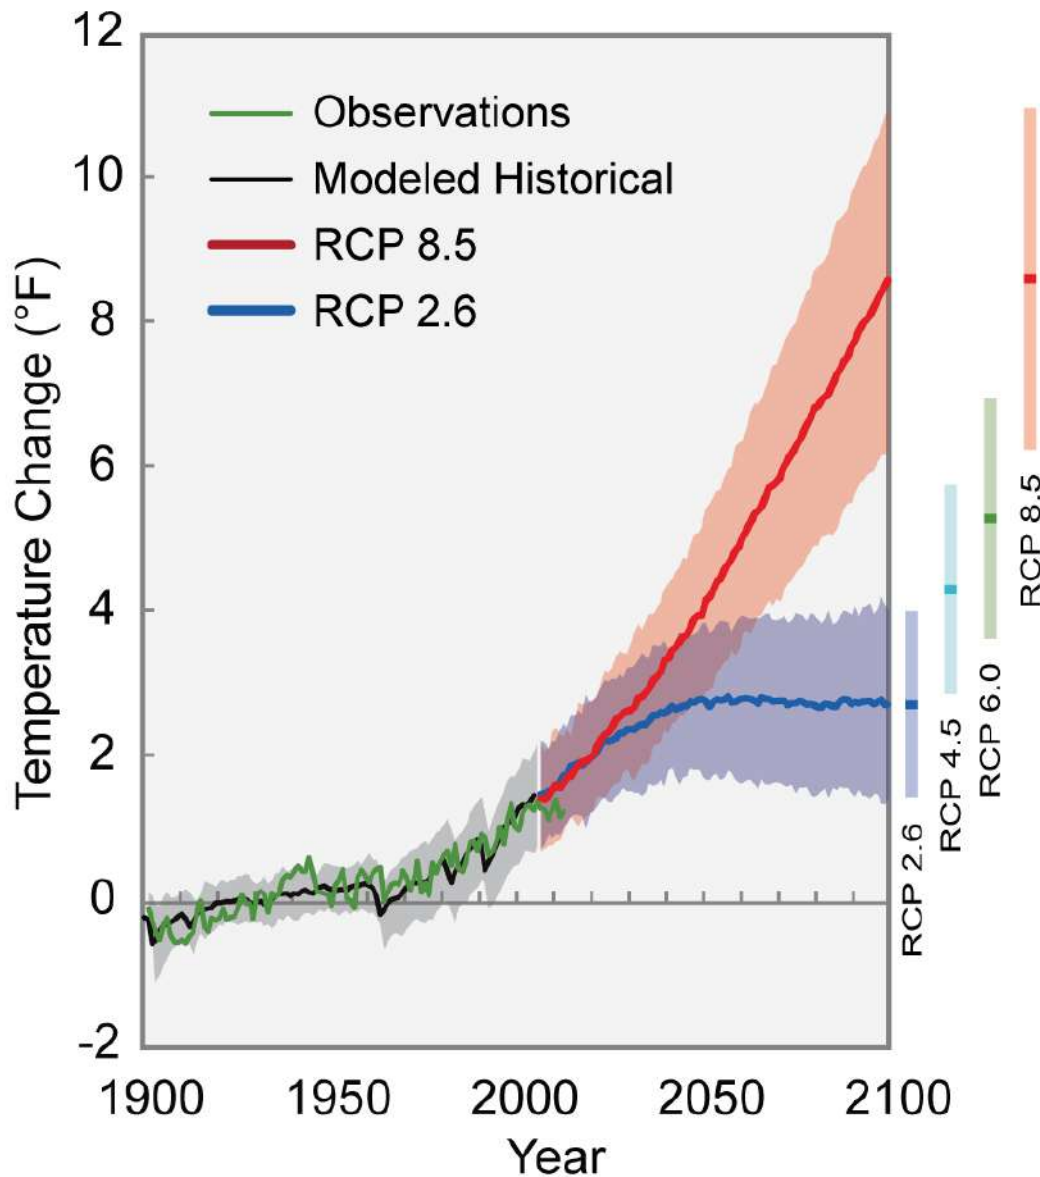 12
10
8
6
4
2
0
-2
Temperature Change (°F)
Observations
Modeled Historical
RCP 8.5
RCP 2.6
1900 1950 2000 2050 2100
Year
RCP 2.6
RCP 4.5
RCP 6.0
RCP 8.5